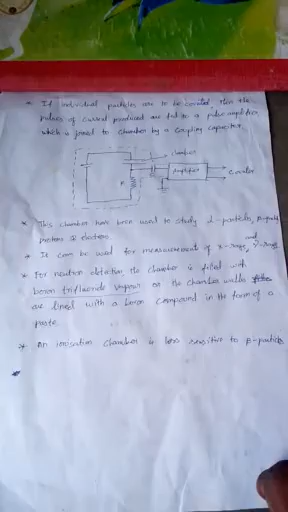 * If individual particles are to be counted, then the
pulses of current produced are fed to a pulse amplifier,
which is joined to chamber by a coupling capacitor.
chamber
Amplifier
Counter
R
* This chamber have been used to study α-particles, β-particles
protons & electrons.
* It can be used for measurement of x-rays and γ-rays
* For neutron detection, the chamber is filled with
boron trifluoride vapour or the chamber walls
are lined with a boron compound in the form of a
paste.
* An ionisation chamber is less sensitive to β-particles